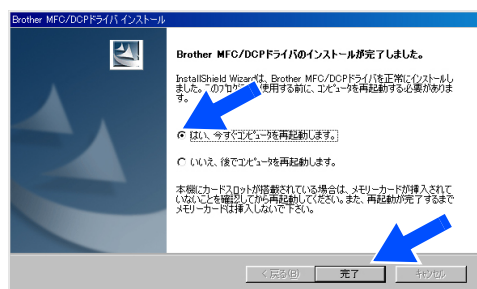 Brother MFC/DCPドライバ インストール
Brother MFC/DCPドライバのインストールが完了しました。
InstallShield Wizardは、Brother MFC/DCPドライバを正常にインストールし
ました。このプログラムを使用する前に、コンピュータを再起動する必要がありま
す。
はい、今すぐコンピュータを再起動します。
いいえ、後でコンピュータを再起動します。
本機にカードスロットが搭載されている場合は、メモリーカードが挿入されて
いないことを確認してから再起動してください。また、再起動が完了するまで
メモリーカードは挿入しないで下さい。
< 戻る(B)
完了
キャンセル